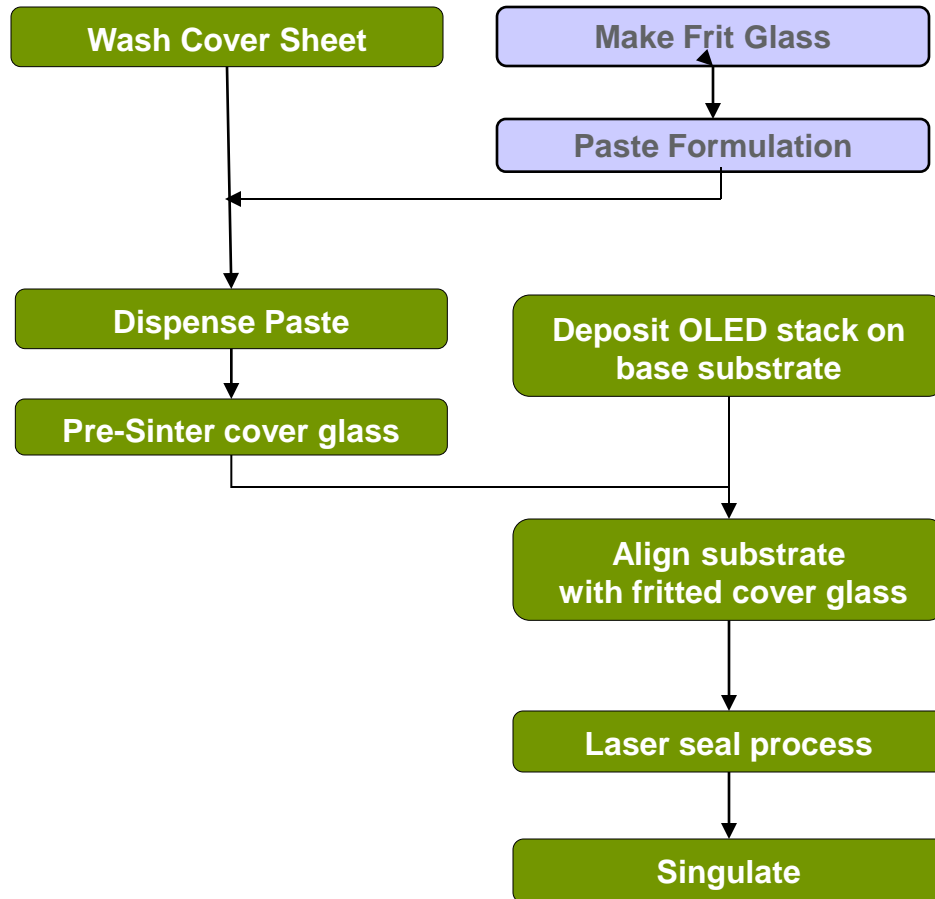 Wash Cover Sheet
Make Frit Glass
Paste Formulation
Dispense Paste
Deposit OLED stack on
base substrate
Pre-Sinter cover glass
Align substrate
with fritted cover glass
Laser seal process
Singulate